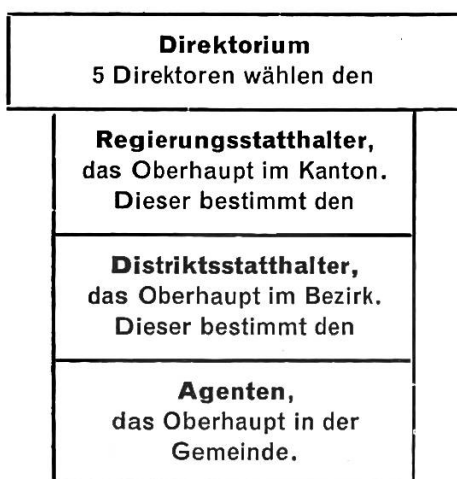 Direktorium
5 Direktoren wählen den
Regierungsstatthalter,
das Oberhaupt im Kanton.
Dieser bestimmt den
Distriktsstatthalter,
das Oberhaupt im Bezirk.
Dieser bestimmt den
Agenten,
das Oberhaupt in der
Gemeinde.